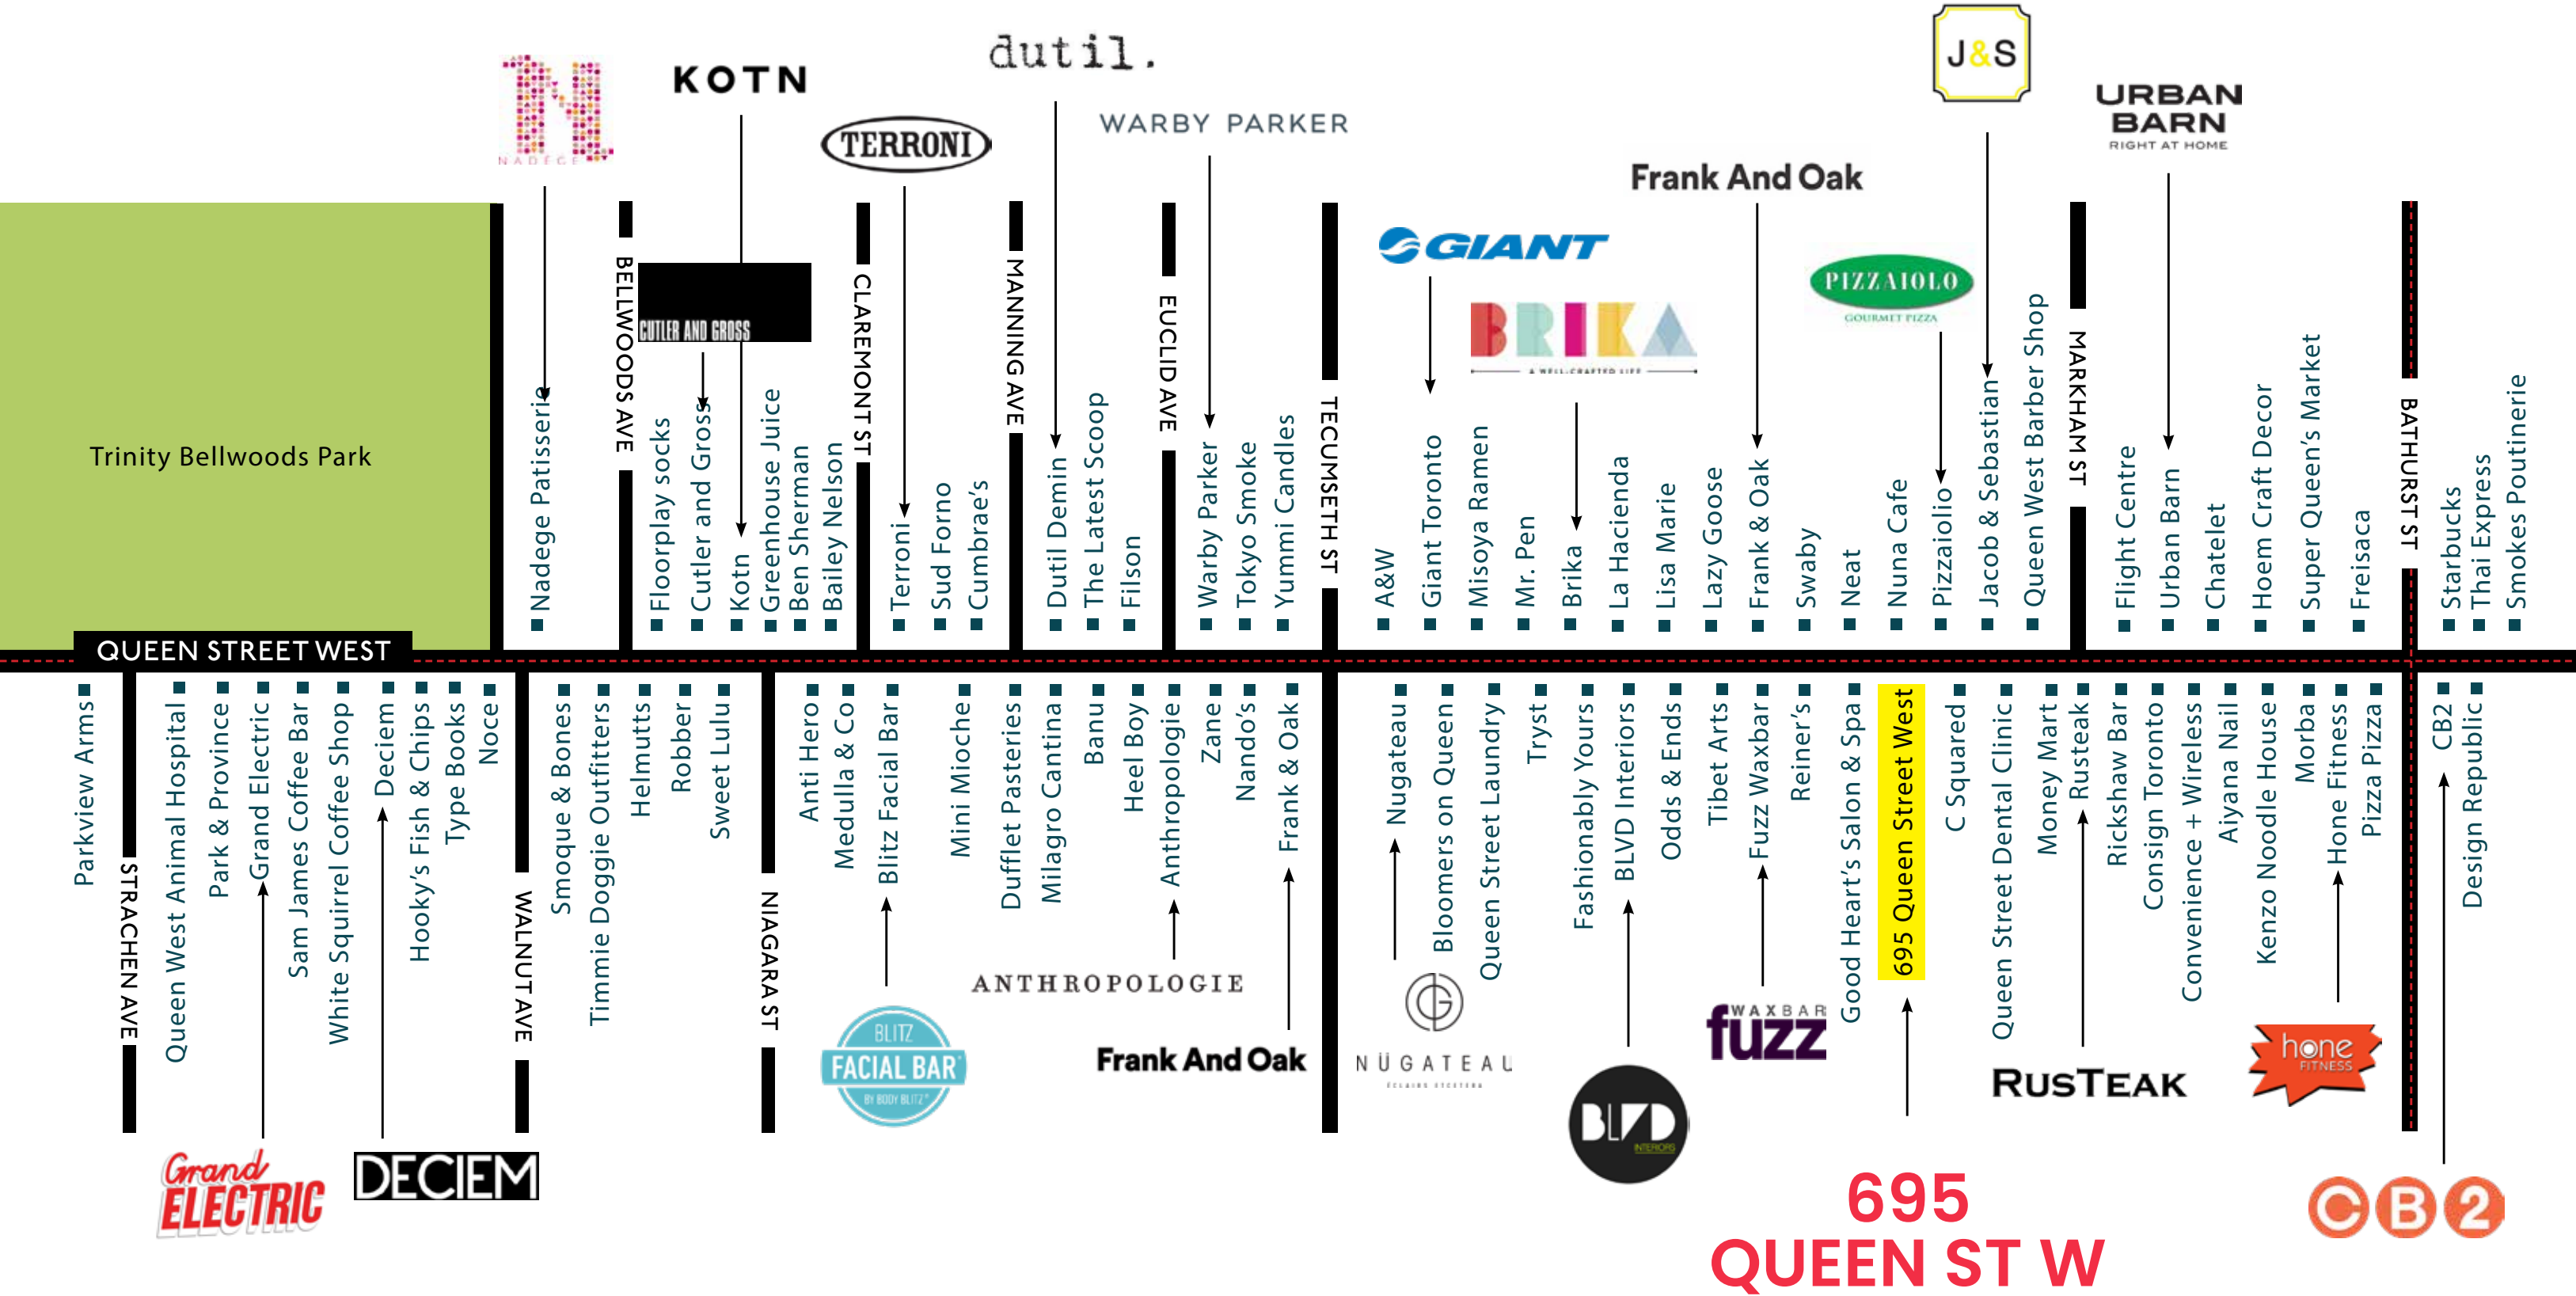 NADÉGE
KOTN
TERRONI
dutil.
WARBY PARKER
GIANT
BRIKA
A WELL-CRAFTED LIFE
Frank And Oak
PIZZAIOLO
GOURMET PIZZA
J&S
URBAN
BARN
RIGHT AT HOME
CUTLER AND GROSS
Trinity Bellwoods Park
Nadege Patisserie
BELLWOODS AVE
Floorplay socks
Cutler and Gross
Kotn
Greenhouse Juice
Ben Sherman
Bailey Nelson
CLAREMONT ST
Terroni
Sud Forno
Cumbrae's
MANNING AVE
Dutil Demin
The Latest Scoop
Filson
EUCLID AVE
Warby Parker
Tokyo Smoke
Yummi Candles
TECUMSETH ST
A&W
Giant Toronto
Misoya Ramen
Mr. Pen
Brika
La Hacienda
Lisa Marie
Lazy Goose
Frank & Oak
Swaby
Neat
Nuna Cafe
Pizzaiolio
Jacob & Sebastian
Queen West Barber Shop
MARKHAM ST
Flight Centre
Urban Barn
Chatelet
Hoem Craft Decor
Super Queen's Market
Freisaca
BATHURST ST
Starbucks
Thai Express
Smokes Poutinerie
QUEEN STREET WEST
Parkview Arms
STRACHEN AVE
Queen West Animal Hospital
Park & Province
Grand Electric
Sam James Coffee Bar
White Squirrel Coffee Shop
Deciem
Hooky's Fish & Chips
Type Books
Noce
WALNUT AVE
Smoque & Bones
Timmie Doggie Outfitters
Helmutts
Robber
Sweet Lulu
NIAGARA ST
Anti Hero
Medulla & Co
Blitz Facial Bar
Mini Mioche
Dufflet Pasteries
Milagro Cantina
Banu
Heel Boy
Anthropologie
Zane
Nando's
Frank & Oak
Nugateau
Bloomers on Queen
Queen Street Laundry
Tryst
Fashionably Yours
BLVD Interiors
Odds & Ends
Tibet Arts
Fuzz Waxbar
Reiner's
Good Heart's Salon & Spa
695 Queen Street West
C Squared
Queen Street Dental Clinic
Money Mart
Rusteak
Rickshaw Bar
Consign Toronto
Convenience + Wireless
Aiyana Nail
Kenzo Noodle House
Morba
Hone Fitness
Pizza Pizza
CB2
Design Republic
Grand
ELECTRIC
DECIEM
BLITZ
FACIAL BAR
BY BODY BLITZ
ANTHROPOLOGIE
Frank And Oak
NÜGATEAU
ÉCLAIRS ETCETERA
BLVD
INTERIORS
WAXBAR
fuzz
RUSTEAK
hone
FITNESS
CB2
695
QUEEN ST W